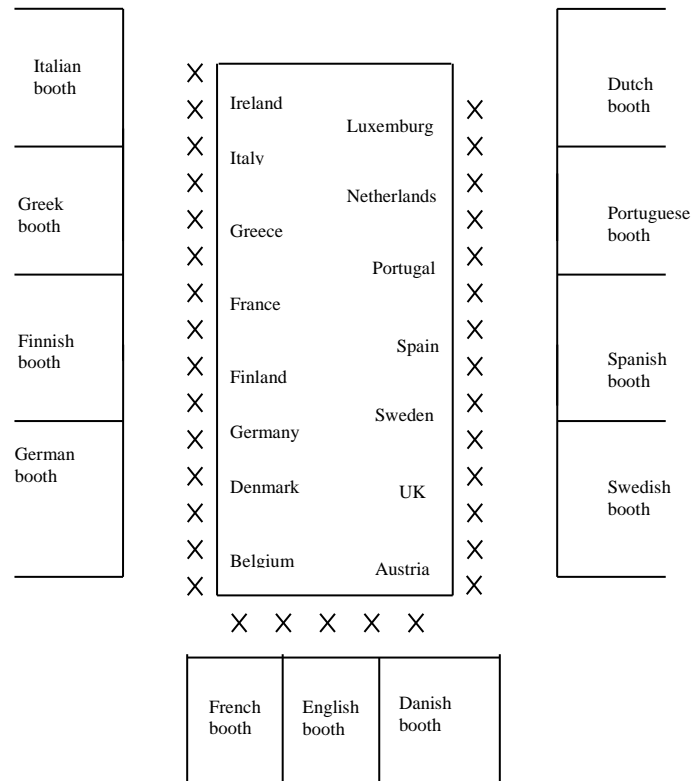 Italian
booth
Greek
booth
Finnish
booth
German
booth
Ireland
Italy
Greece
France
Finland
Germany
Denmark
Belgium
Luxemburg
Netherlands
Portugal
Spain
Sweden
UK
Austria
Dutch
booth
Portuguese
booth
Spanish
booth
Swedish
booth
French
booth
English
booth
Danish
booth